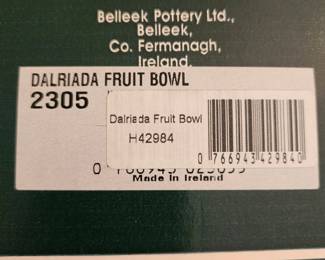 Belleek Pottery Ltd.,
Belleek,
Co. Fermanagh,
Ireland.
DALRIADA FRUIT BOWL
2305
Dalriada Fruit Bowl
H42984
0 766943 429840
0
Made in Ireland